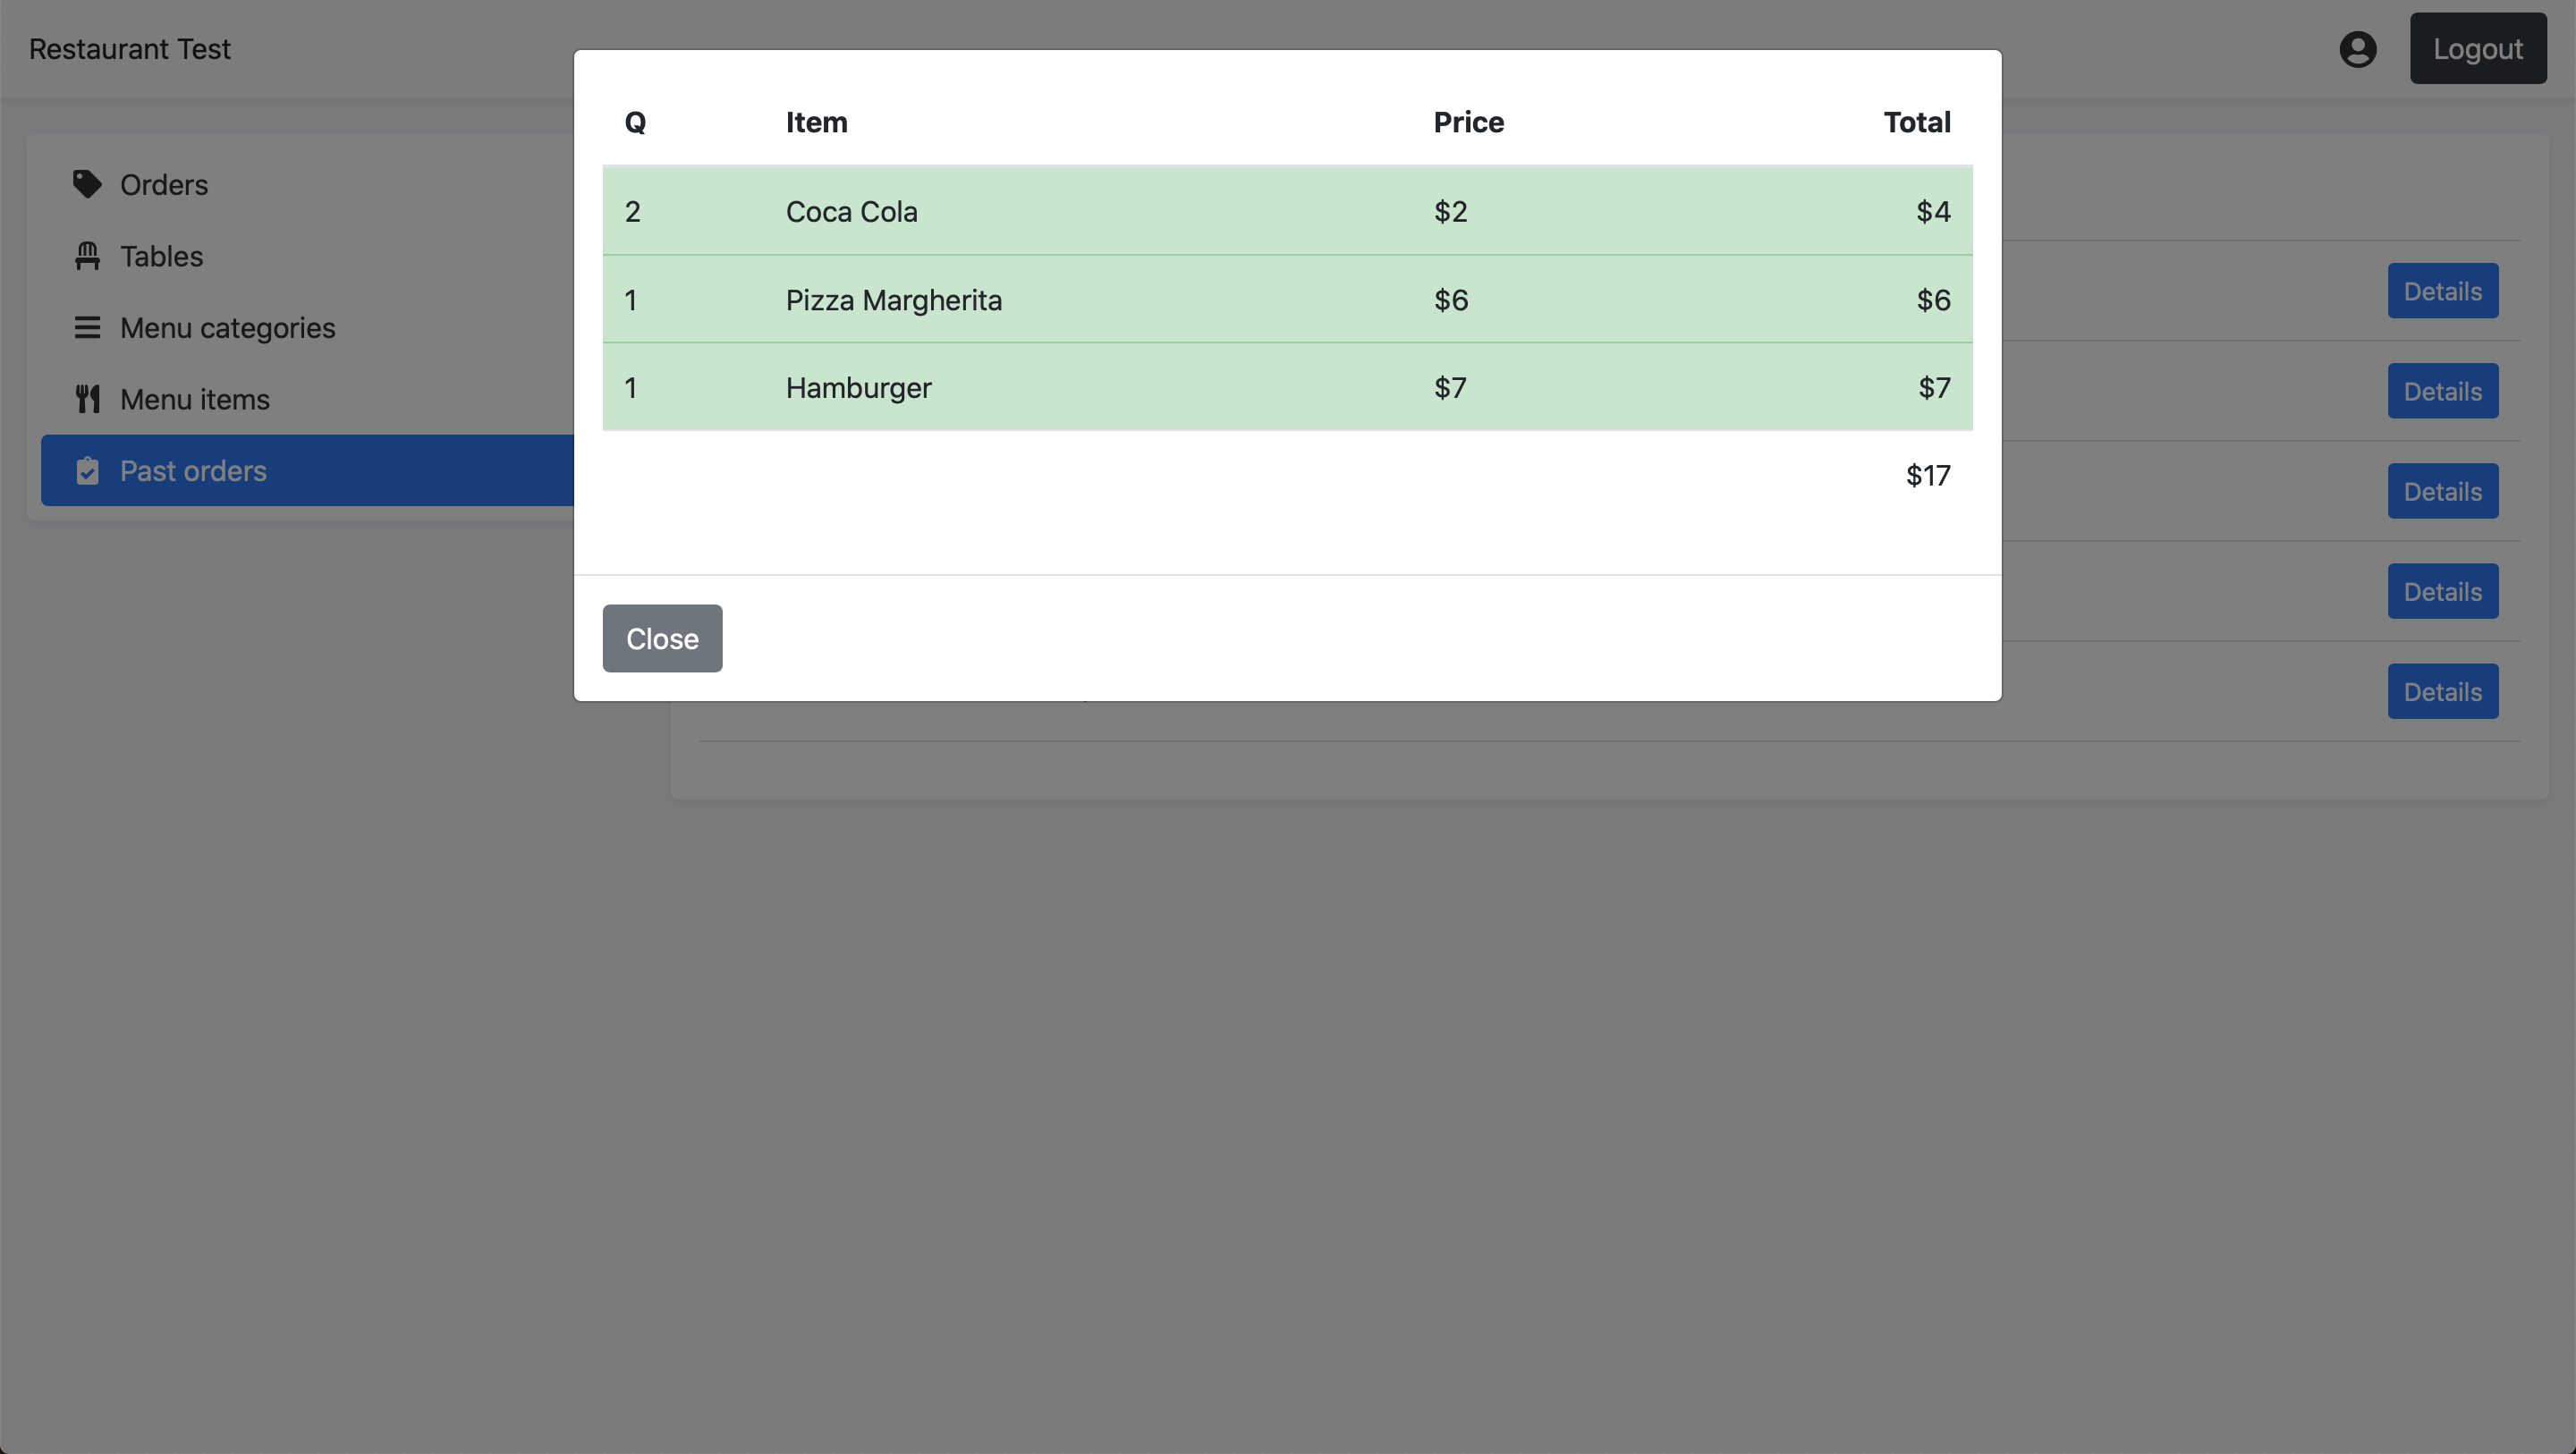 Restaurant Test
Logout
Orders
Tables
Menu categories
Menu items
Past orders
Q Item Price Total
2 Coca Cola $2 $4
1 Pizza Margherita $6 $6
1 Hamburger $7 $7
$17
Close
Details
Details
Details
Details
Details